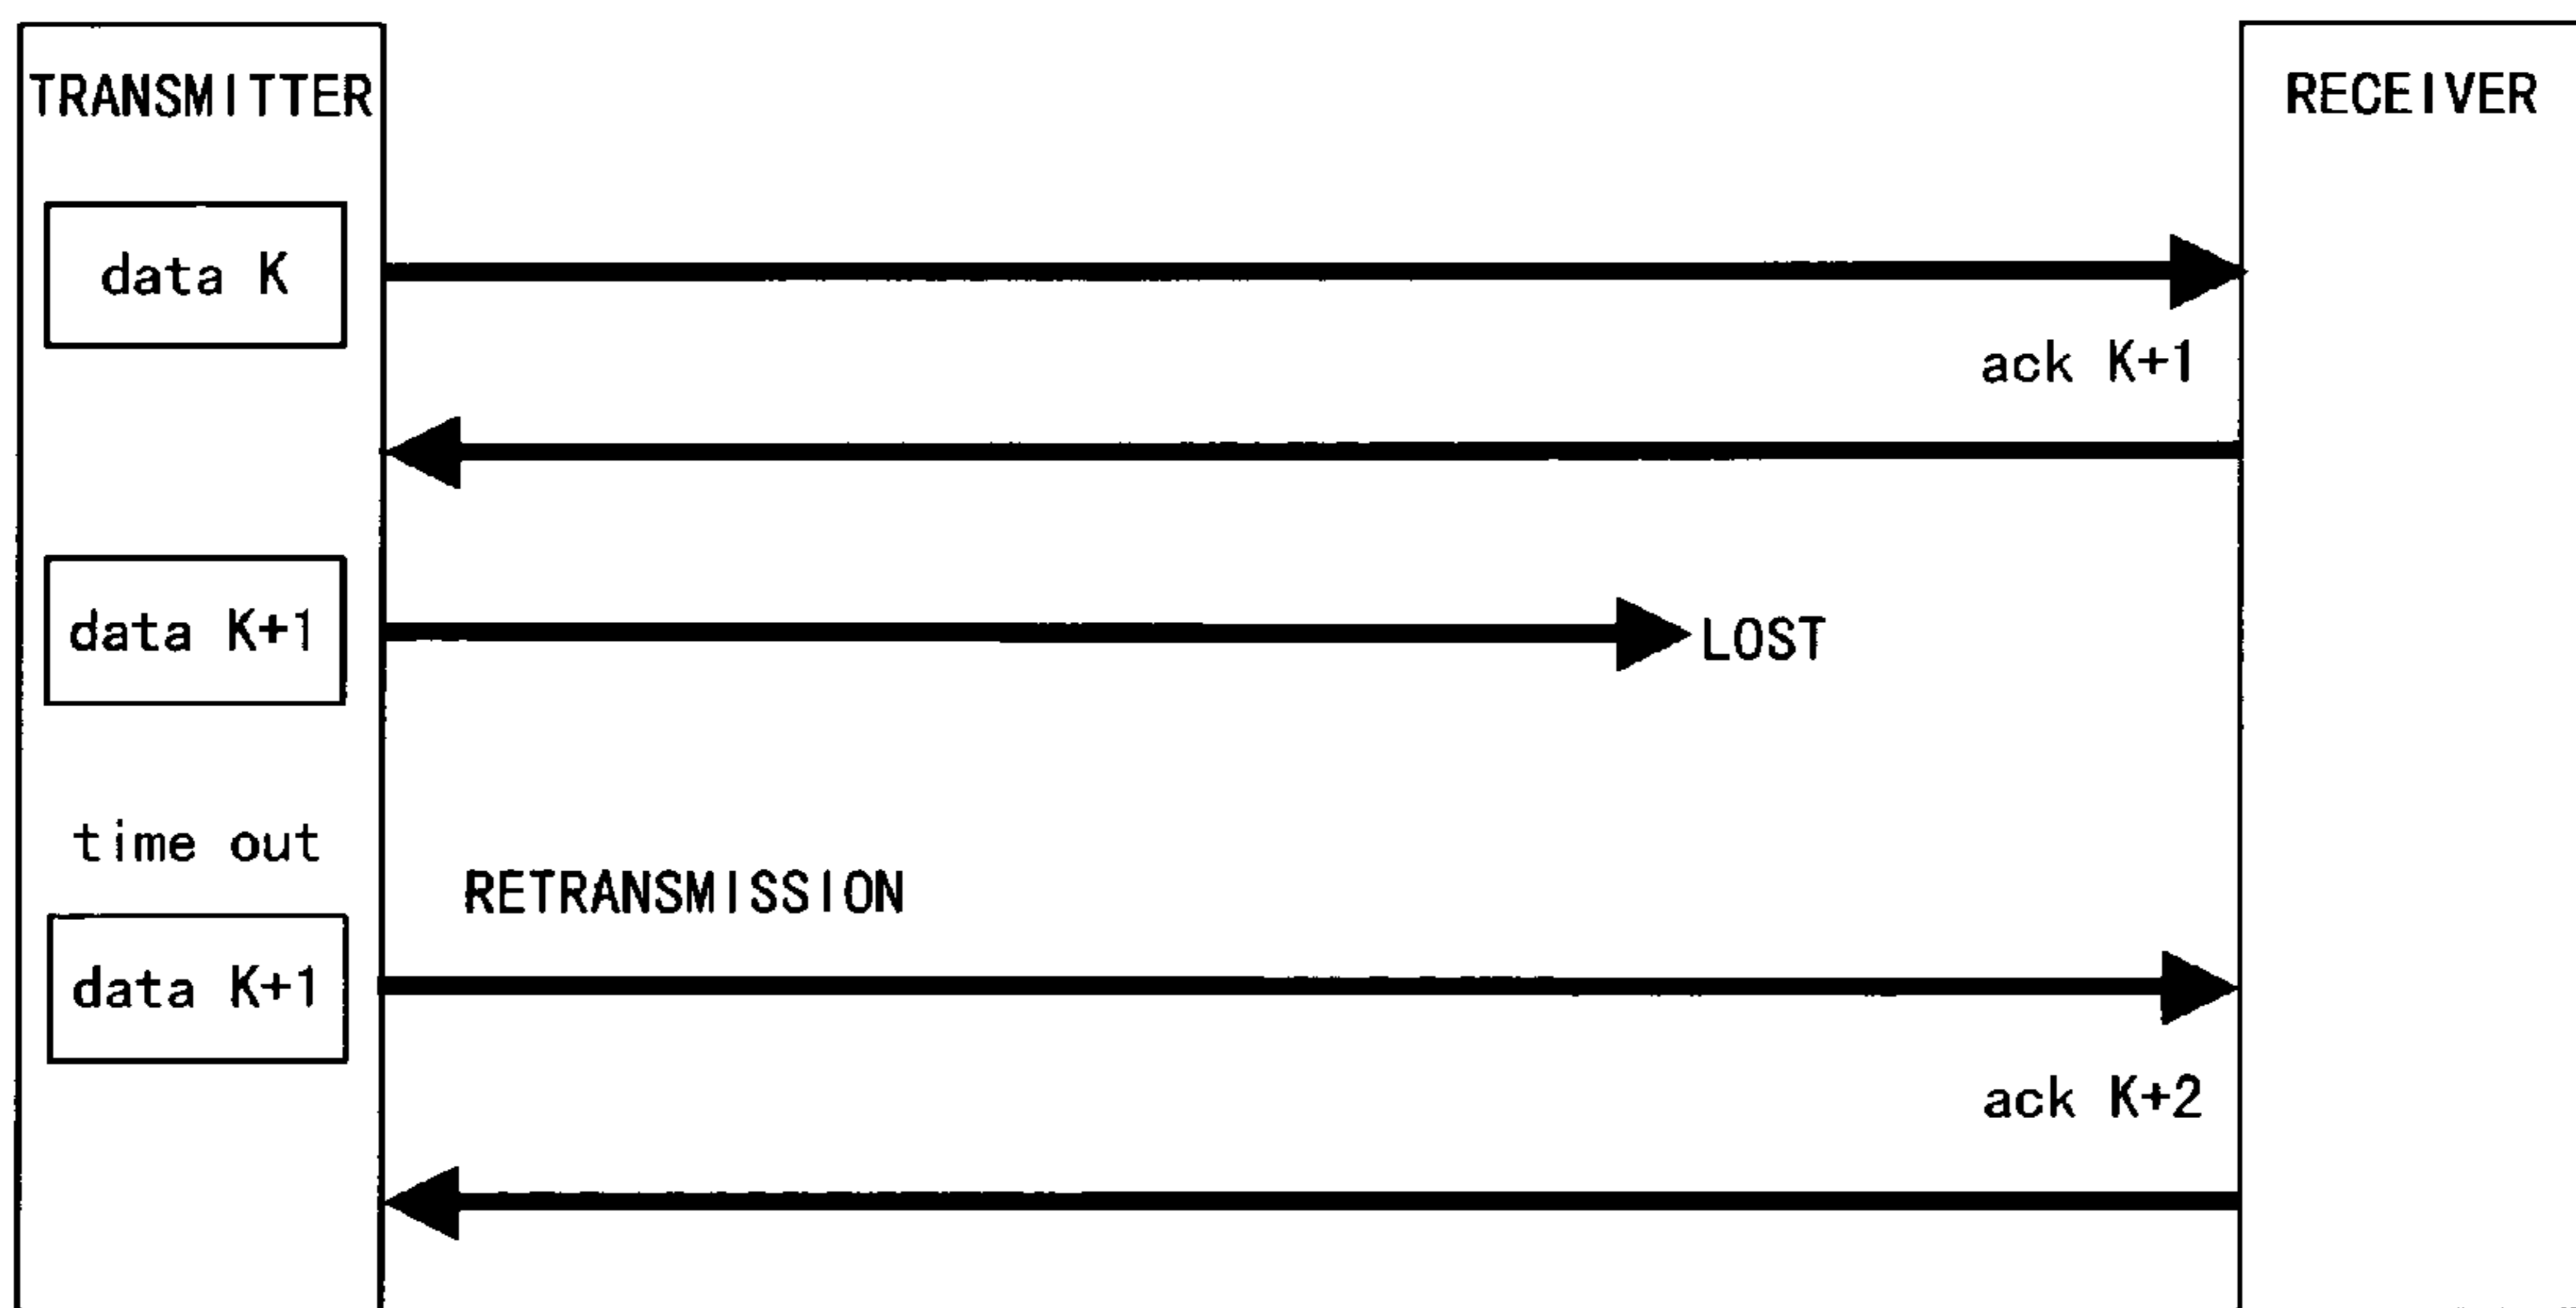 TRANSMITTER
RECEIVER
data K
ack K+1
data K+1
LOST
time out
RETRANSMISSION
data K+1
ack K+2